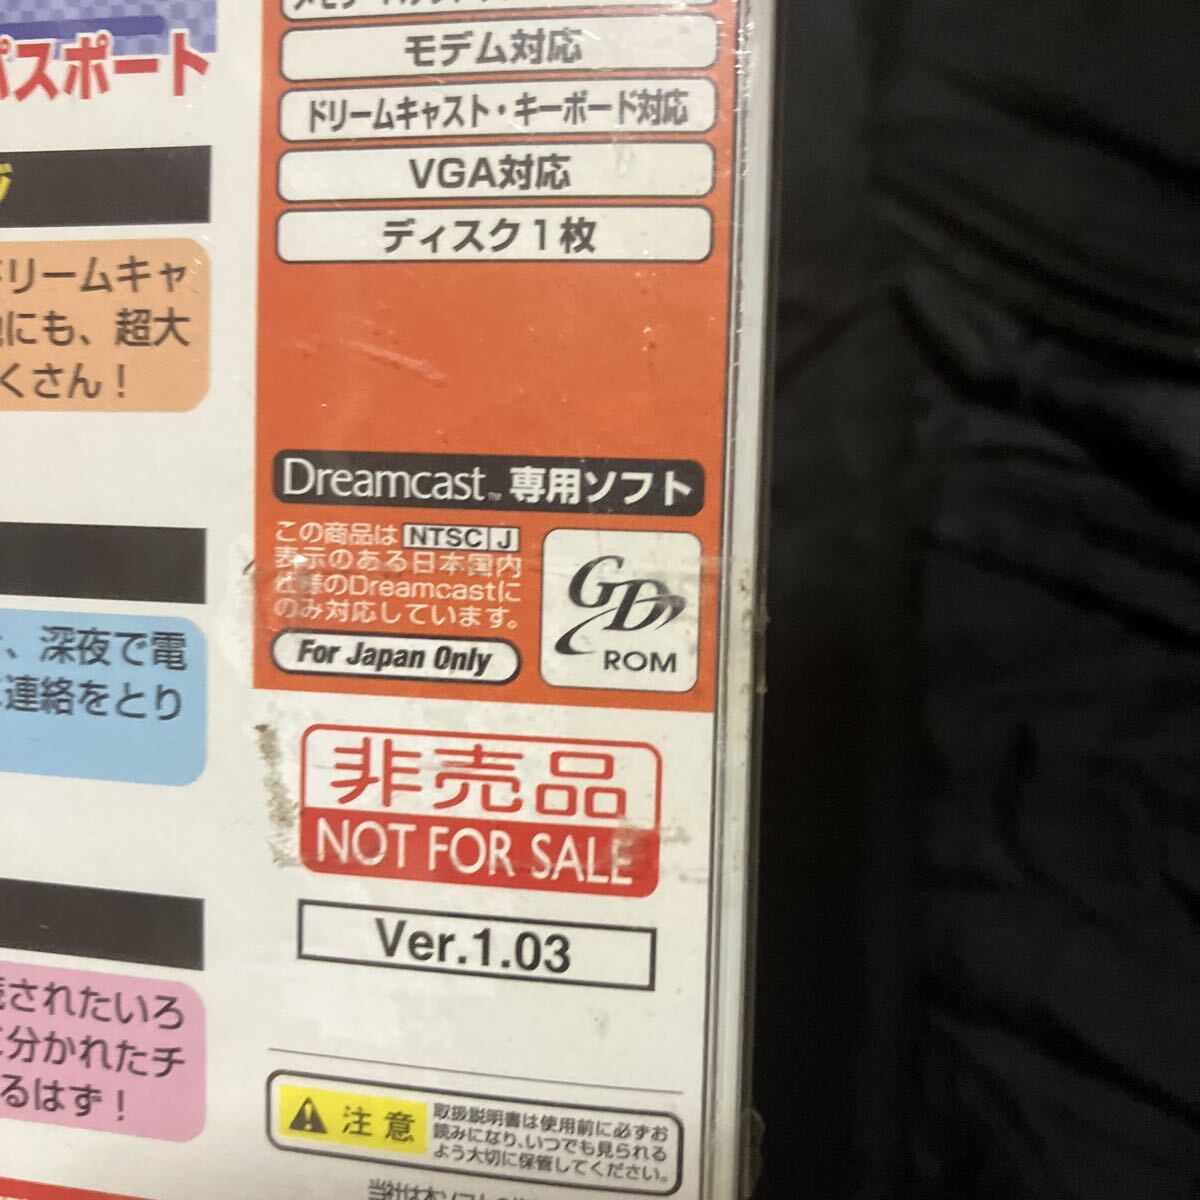 パスポート
モデム対応
ドリームキャスト・キーボード対応
VGA対応
ディスク1枚
ドリームキャ
にも、超大
くさん！
Dreamcast™ 専用ソフト
この商品は NTSC J
表示のある日本国内
仕様のDreamcastに
のみ対応しています。
For Japan Only
GD
ROM
、深夜で電
連絡をとり
非売品
NOT FOR SALE
Ver.1.03
されたいろ
に分かれたチ
るはず！
注意
取扱説明書は使用前に必ずお
読みになり、いつでも見られる
よう大切に保管してください。